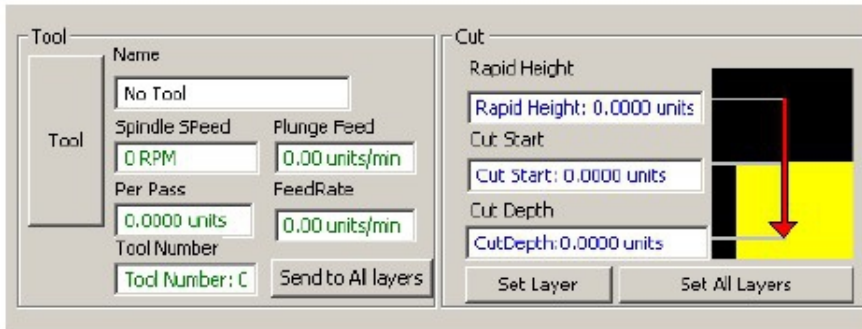 Tool
Name
No Tool
Tool
Spindle SPeed
Plunge Feed
0 RPM
0.00 units/min
Per Pass
FeedRate
0.0000 units
0.00 units/min
Tool Number
Tool Number: 0
Send to All layers
Cut
Rapid Height
Rapid Height: 0.0000 units
Cut Start
Cut Start: 0.0000 units
Cut Depth
CutDepth:0.0000 units
Set Layer
Set All Layers